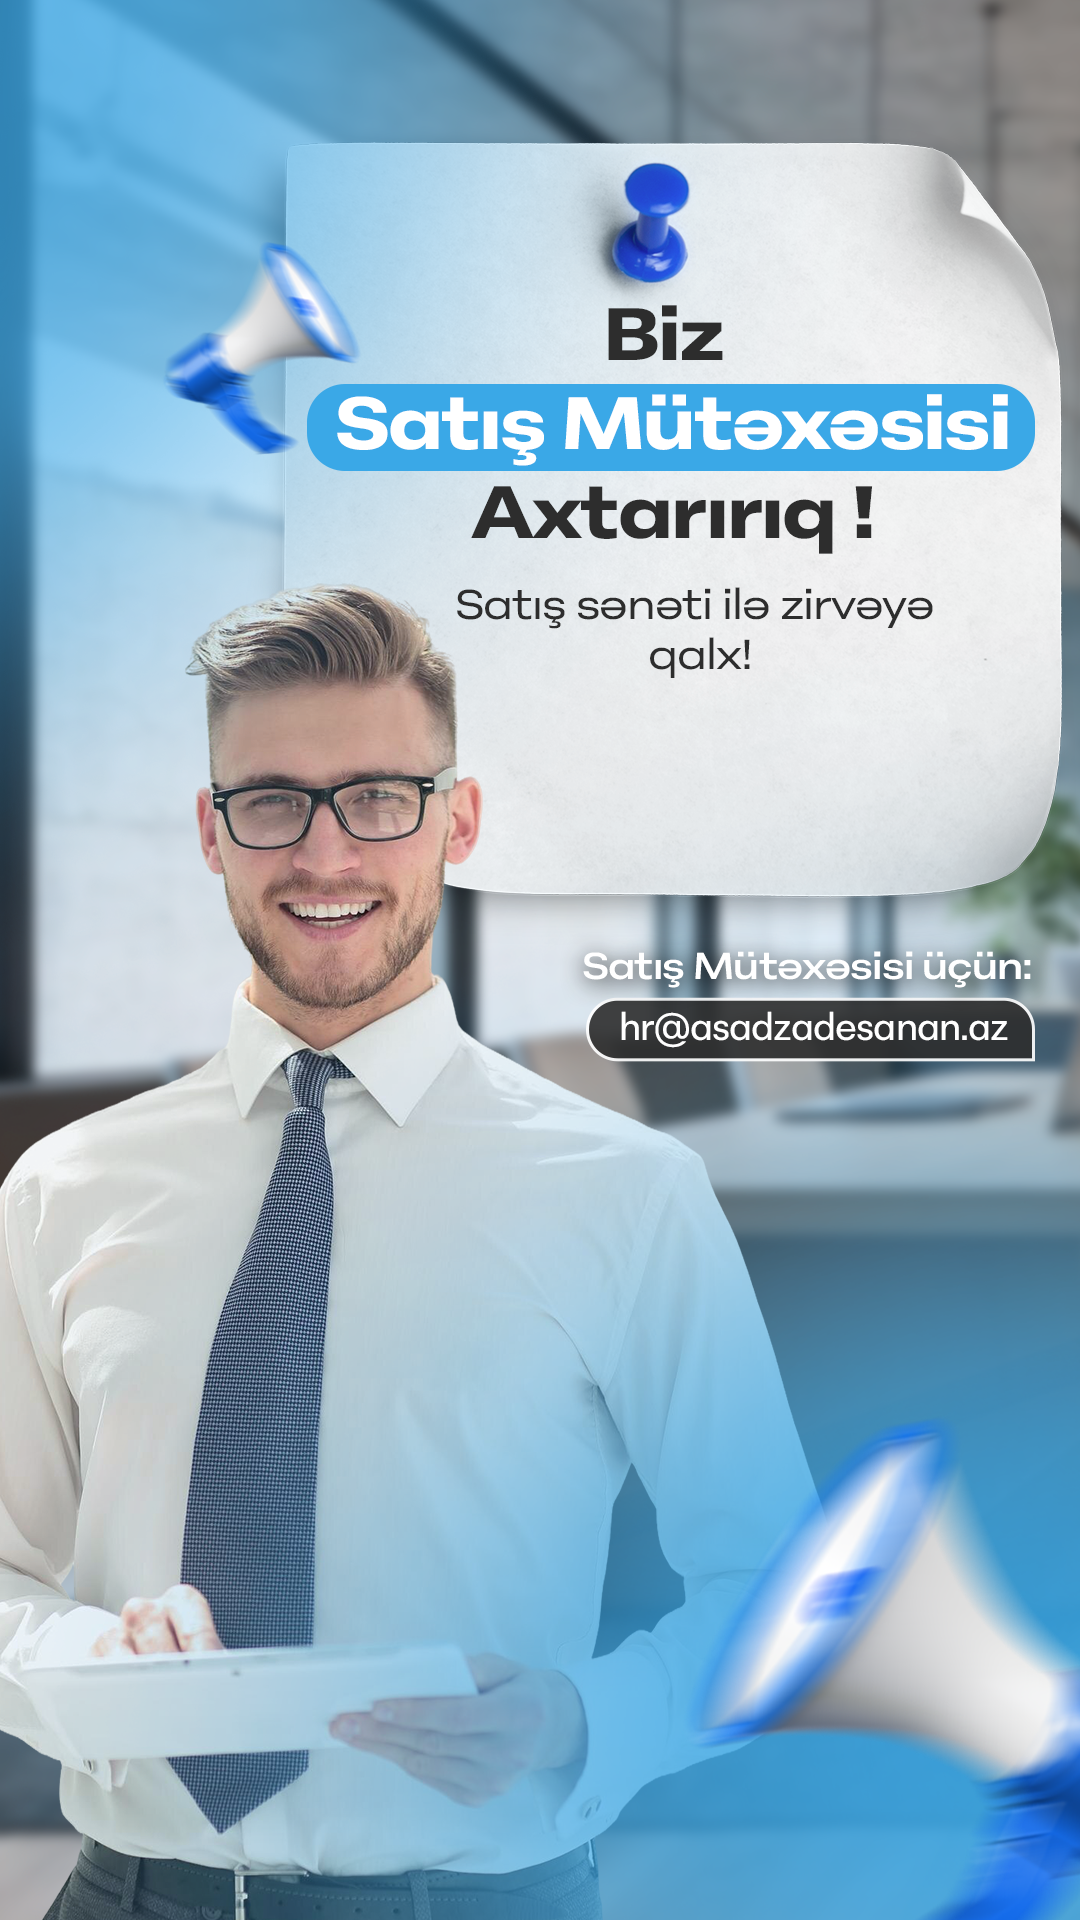 Biz
Satış Mütəxəsisi
Axtarırıq !
Satış sənəti ilə zirvəyə
qalx!
Satış Mütəxəsisi üçün:
hr@asadzadesanan.az